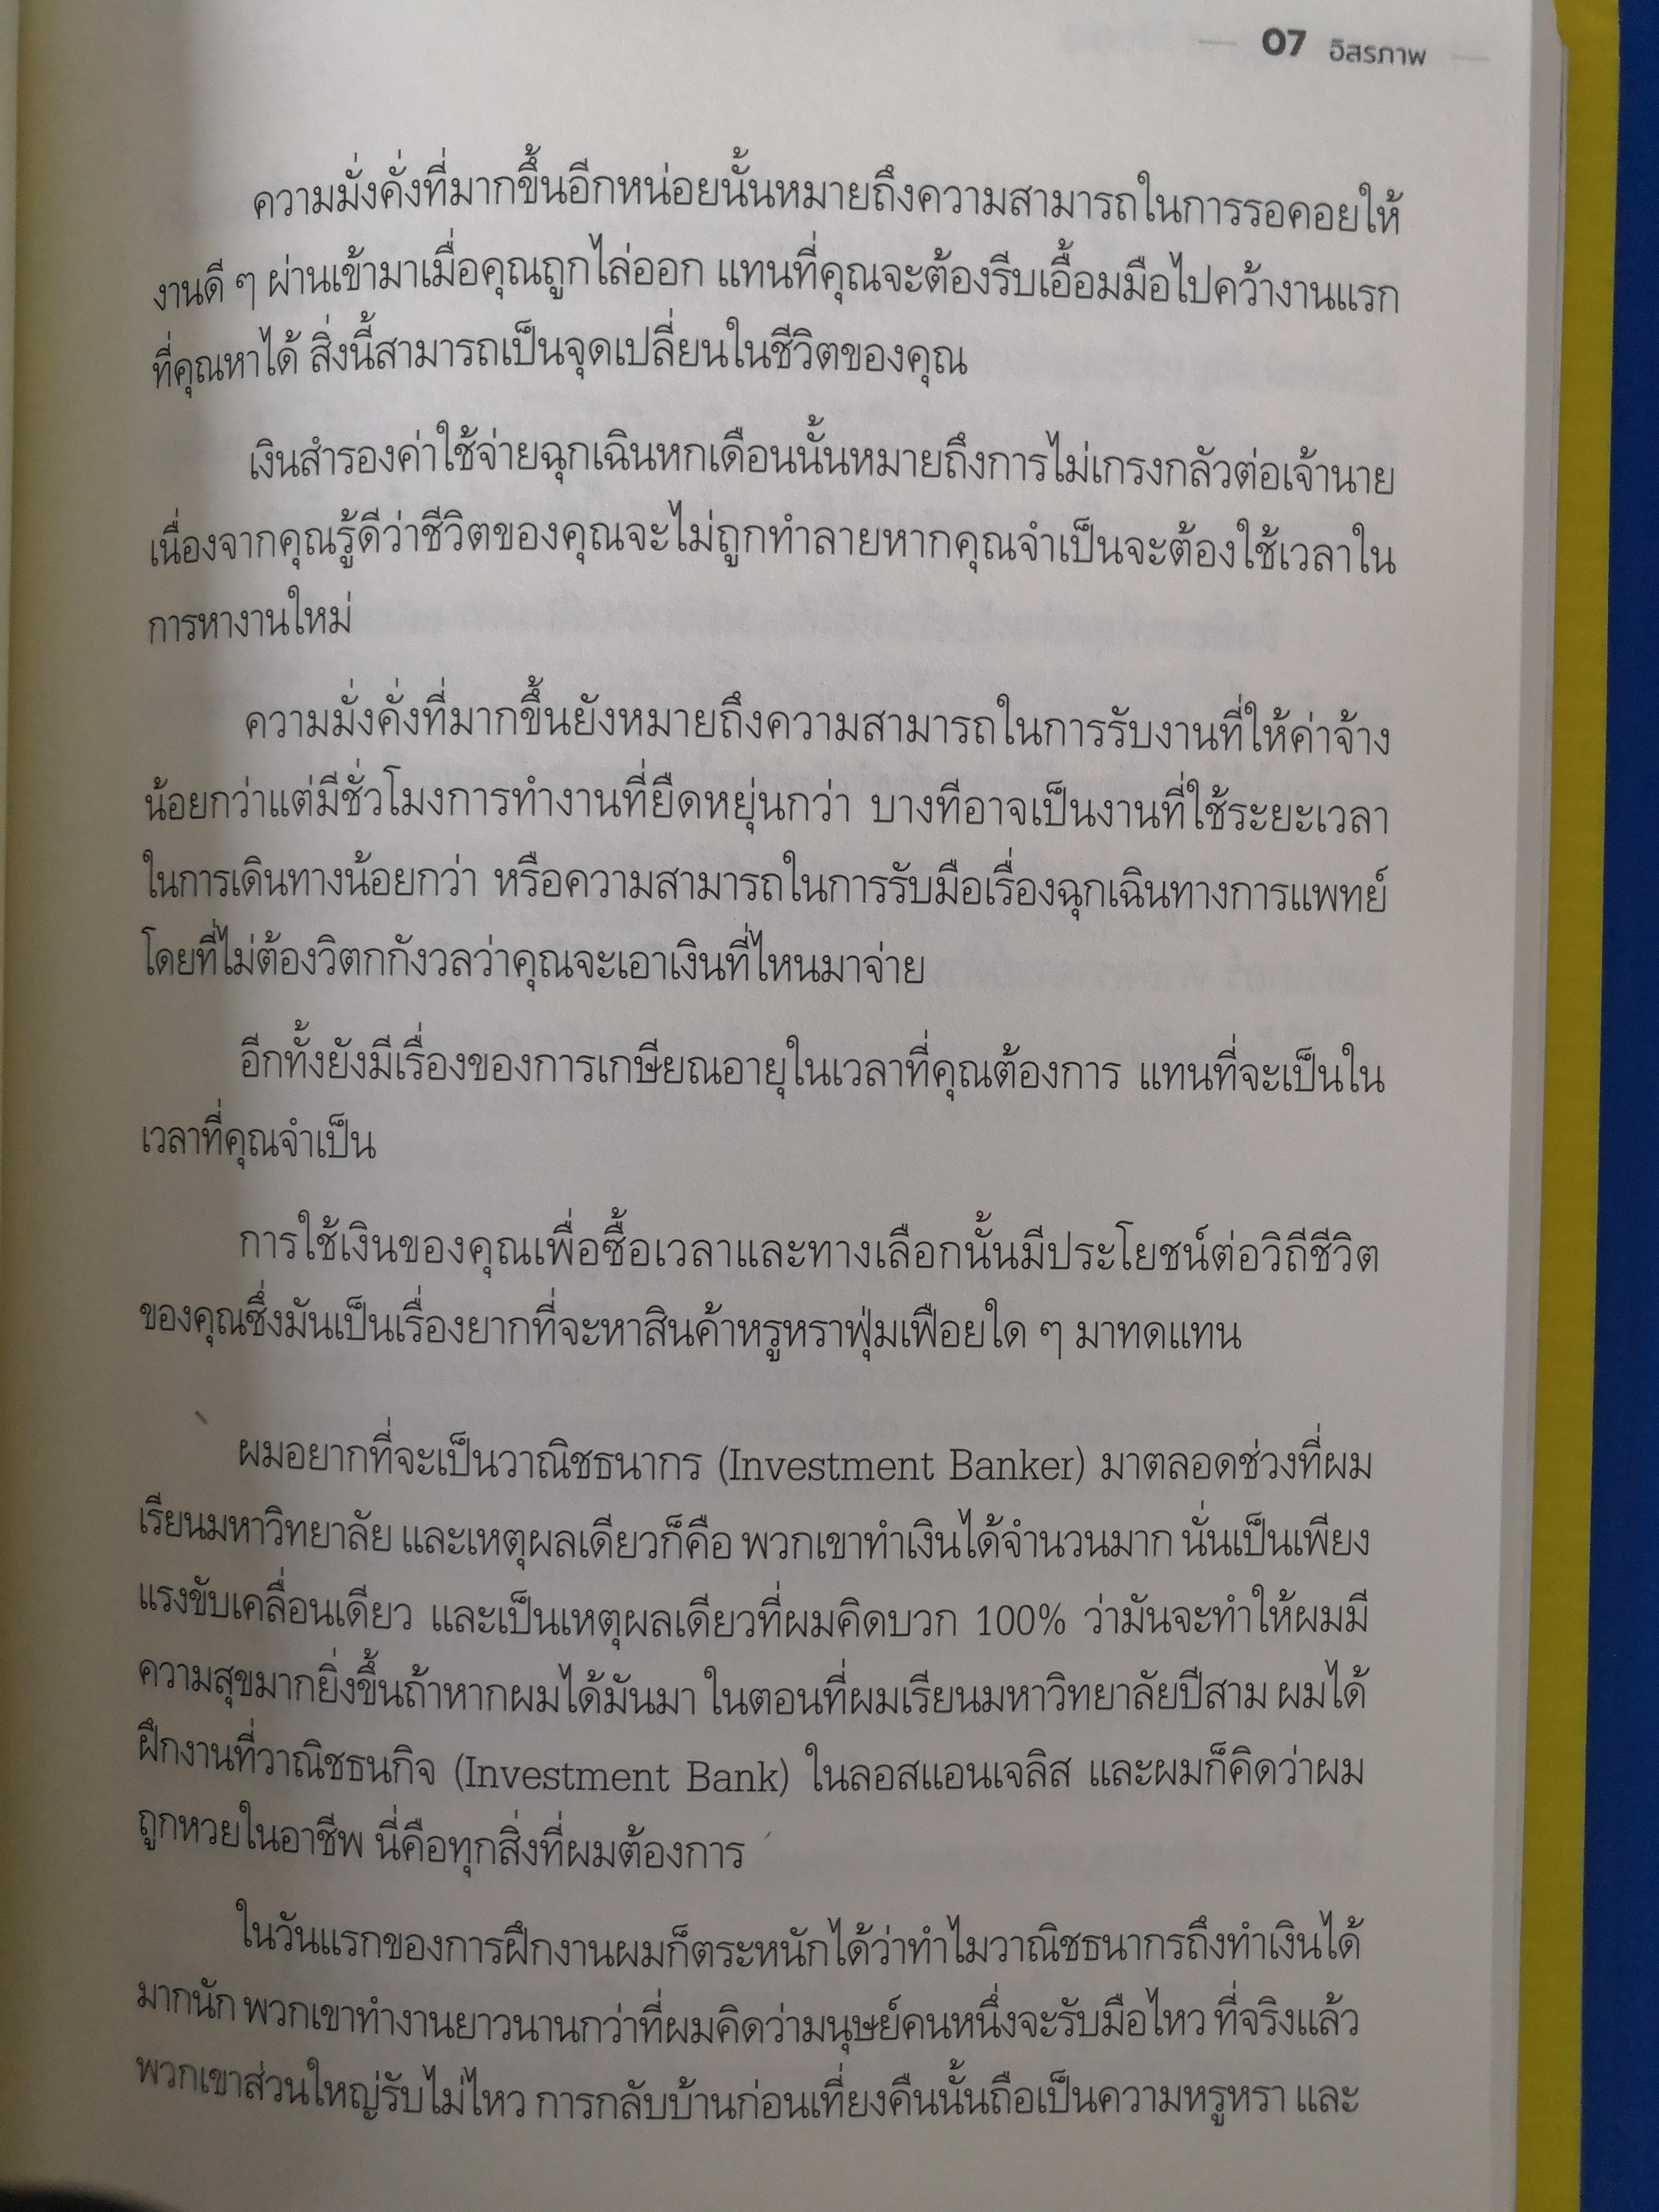 07 อิสรภาพ
ความมั่งคั่งที่มากขึ้นอีกหน่อยนั้นหมายถึงความสามารถในการรอคอยให้
งานดี ๆ ผ่านเข้ามาเมื่อคุณถูกไล่ออก แทนที่คุณจะต้องรีบเอื้อมมือไปคว้างานแรก
ที่คุณหาได้ สิ่งนี้สามารถเป็นจุดเปลี่ยนในชีวิตของคุณ
เงินสำรองค่าใช้จ่ายฉุกเฉินหกเดือนนั้นหมายถึงการไม่เกรงกลัวต่อเจ้านาย
เนื่องจากคุณรู้ดีว่าชีวิตของคุณจะไม่ถูกทำลายหากคุณจำเป็นจะต้องใช้เวลาใน
การหางานใหม่
ความมั่งคั่งที่มากขึ้นยังหมายถึงความสามารถในการรับงานที่ให้ค่าจ้าง
น้อยกว่าแต่มีชั่วโมงการทำงานที่ยืดหยุ่นกว่า บางทีอาจเป็นงานที่ใช้ระยะเวลา
ในการเดินทางน้อยกว่า หรือความสามารถในการรับมือเรื่องฉุกเฉินทางการแพทย์
โดยที่ไม่ต้องวิตกกังวลว่าคุณจะเอาเงินที่ไหนมาจ่าย
อีกทั้งยังมีเรื่องของการเกษียณอายุในเวลาที่คุณต้องการ แทนที่จะเป็นใน
เวลาที่คุณจำเป็น
การใช้เงินของคุณเพื่อซื้อเวลาและทางเลือกนั้นมีประโยชน์ต่อวิถีชีวิต
ของคุณซึ่งมันเป็นเรื่องยากที่จะหาสินค้าหรูหราฟุ่มเฟือยใด ๆ มาทดแทน
ผมอยากที่จะเป็นวาณิชธนากร (Investment Banker) มาตลอดช่วงที่ผม
เรียนมหาวิทยาลัย และเหตุผลเดียวก็คือ พวกเขาทำเงินได้จำนวนมาก นั่นเป็นเพียง
แรงขับเคลื่อนเดียว และเป็นเหตุผลเดียวที่ผมคิดบวก 100% ว่ามันจะทำให้ผมมี
ความสุขมากยิ่งขึ้นถ้าหากผมได้มันมา ในตอนที่ผมเรียนมหาวิทยาลัยปีสาม ผมได้
ฝึกงานที่วาณิชธนกิจ (Investment Bank) ในลอสแอนเจลิส และผมก็คิดว่าผม
ถูกหวยในอาชีพ นี่คือทุกสิ่งที่ผมต้องการ
ในวันแรกของการฝึกงานผมก็ตระหนักได้ว่าทำไมวาณิชธนากรถึงทำเงินได้
มากนัก พวกเขาทำงานยาวนานกว่าที่ผมคิดว่ามนุษย์คนหนึ่งจะรับมือไหว ที่จริงแล้ว
พวกเขาส่วนใหญ่รับไม่ไหว การกลับบ้านก่อนเที่ยงคืนนั้นถือเป็นความหรูหรา และ